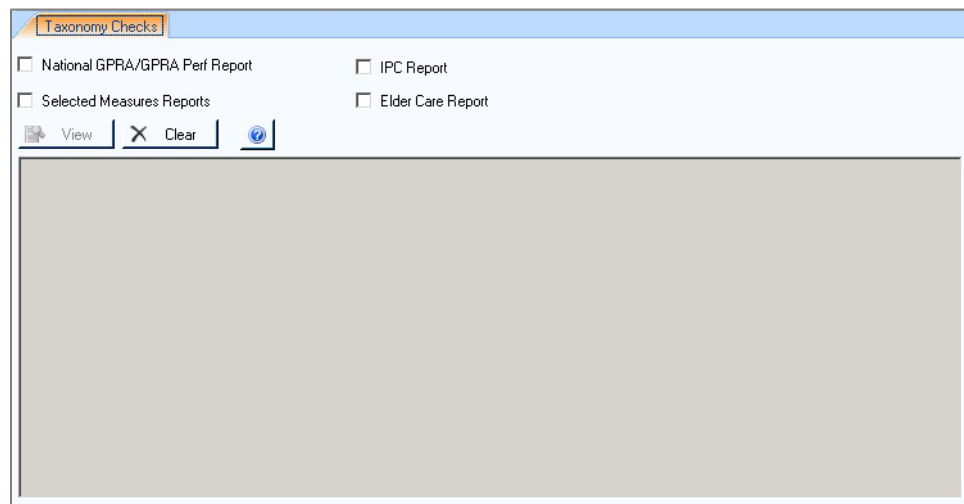 Taxonomy Checks
National GPRA/GPRA Perf Report
IPC Report
Selected Measures Reports
Elder Care Report
View
Clear
?